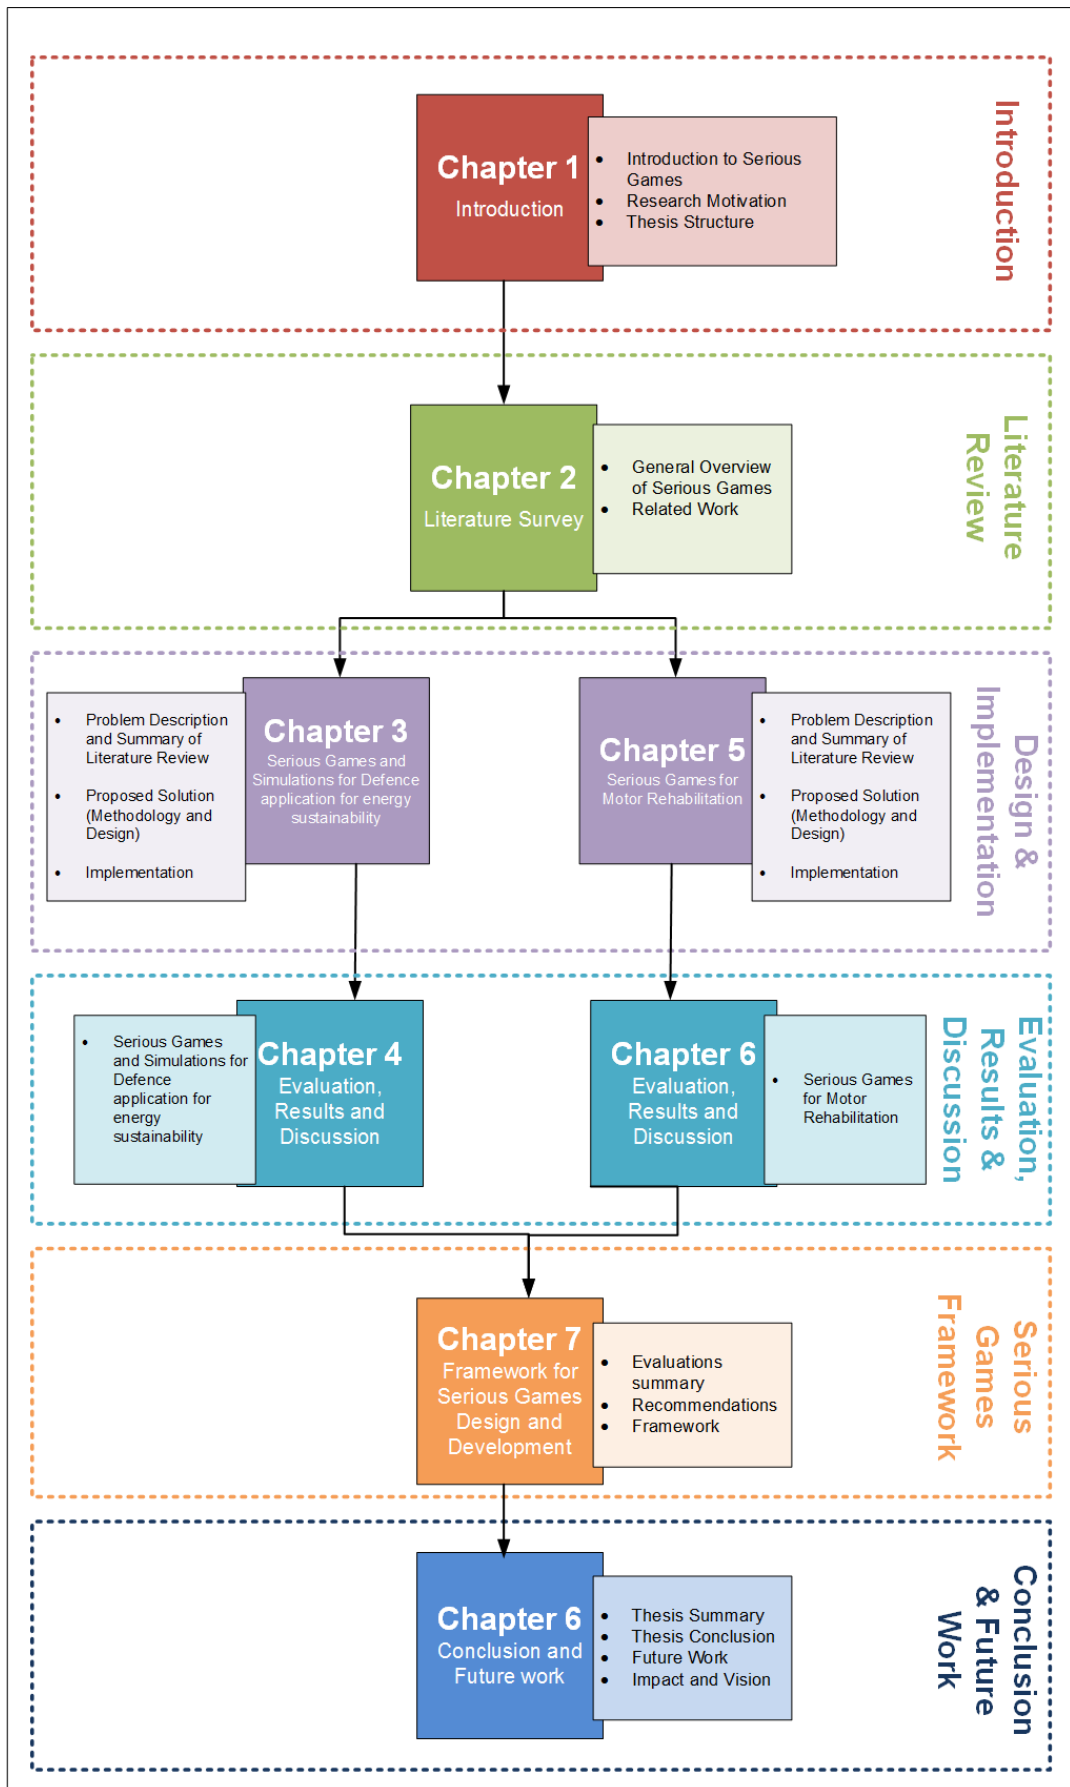 Chapter 1
Introduction
• Introduction to Serious
Games
• Research Motivation
• Thesis Structure
Introduction
Chapter 2
Literature Survey
• General Overview
of Serious Games
• Related Work
Literature
Review
• Problem Description
and Summary of
Literature Review
• Proposed Solution
(Methodology and
Design)
• Implementation
Chapter 3
Serious Games and
Simulations for Defence
application for energy
sustainability
Chapter 5
Serious Games for
Motor Rehabilitation
• Problem Description
and Summary of
Literature Review
• Proposed Solution
(Methodology and
Design)
• Implementation
Design &
Implementation
• Serious Games
and Simulations for
Defence
application for
energy
sustainability
Chapter 4
Evaluation,
Results and
Discussion
Chapter 6
Evaluation,
Results and
Discussion
• Serious Games
for Motor
Rehabilitation
Evaluation,
Results &
Discussion
Chapter 7
Framework for
Serious Games
Design and
Development
• Evaluations
summary
• Recommendations
• Framework
Serious
Games
Framework
Chapter 6
Conclusion and
Future work
• Thesis Summary
• Thesis Conclusion
• Future Work
• Impact and Vision
Conclusion
& Future
Work